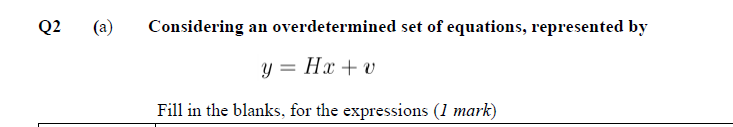 Q2 (a) Considering an overdetermined set of equations, represented by
y = Hx + v
Fill in the blanks, for the expressions (1 mark)